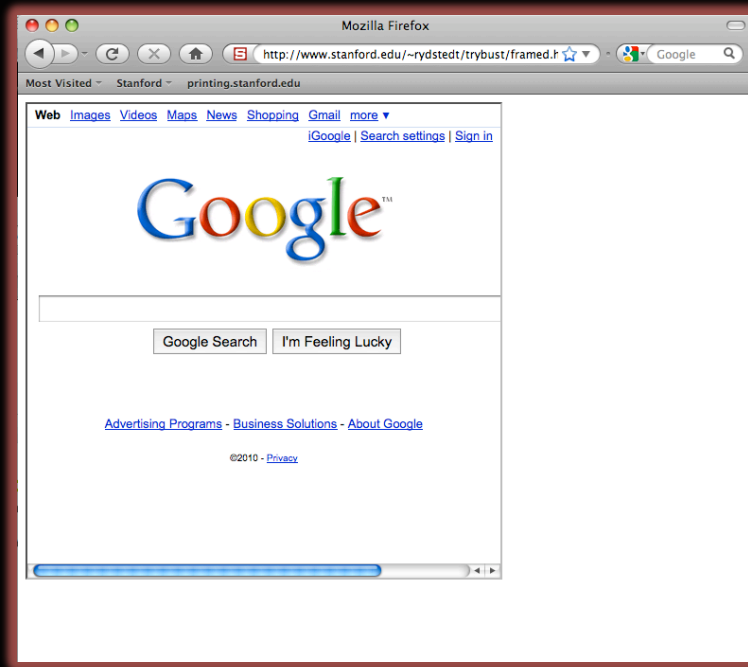 Mozilla Firefox
http://www.stanford.edu/~rydstedt/trybust/framed.h Google
Most Visited Stanford printing.stanford.edu
Web Images Videos Maps News Shopping Gmail more ▼
iGoogle | Search settings | Sign in
Google™
Google Search I'm Feeling Lucky
Advertising Programs - Business Solutions - About Google
©2010 - Privacy